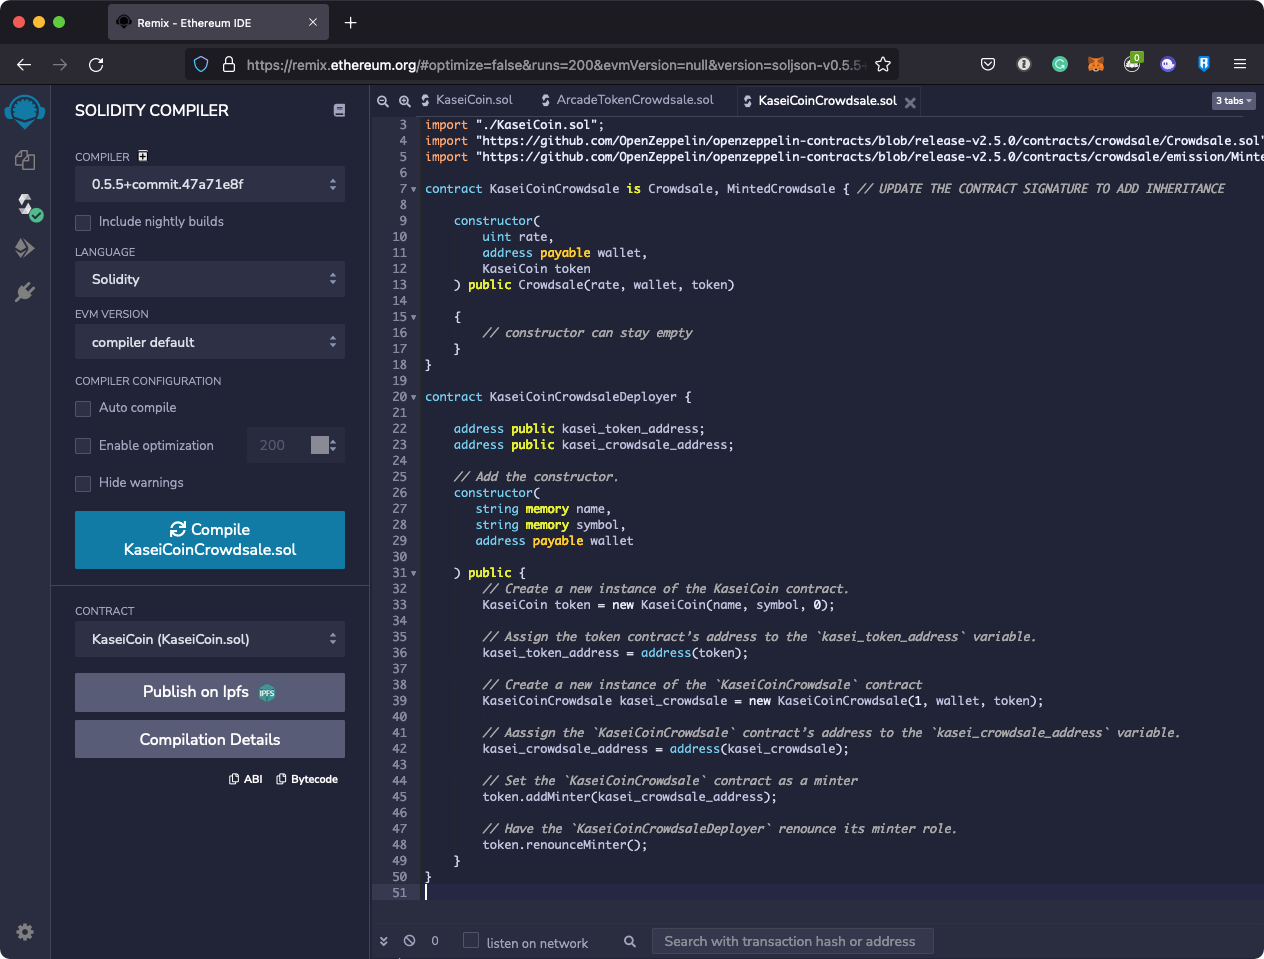 Remix - Ethereum IDE
https://remix.ethereum.org/#optimize=false&runs=200&evmVersion=null&version=soljson-v0.5.5+
0
SOLIDITY COMPILER
COMPILER
0.5.5+commit.47a71e8f
Include nightly builds
LANGUAGE
Solidity
EVM VERSION
compiler default
COMPILER CONFIGURATION
Auto compile
Enable optimization 200
Hide warnings
Compile
KaseiCoinCrowdsale.sol
CONTRACT
KaseiCoin (KaseiCoin.sol)
Publish on Ipfs IPFS
Compilation Details
ABI Bytecode
KaseiCoin.sol ArcadeTokenCrowdsale.sol KaseiCoinCrowdsale.sol 3 tabs
3 import "./KaseiCoin.sol";
4 import "https://github.com/OpenZeppelin/openzeppelin-contracts/blob/release-v2.5.0/contracts/crowdsale/Crowdsale.sol"
5 import "https://github.com/OpenZeppelin/openzeppelin-contracts/blob/release-v2.5.0/contracts/crowdsale/emission/Minte
6
7 contract KaseiCoinCrowdsale is Crowdsale, MintedCrowdsale { // UPDATE THE CONTRACT SIGNATURE TO ADD INHERITANCE
8
9 constructor(
10 uint rate,
11 address payable wallet,
12 KaseiCoin token
13 ) public Crowdsale(rate, wallet, token)
14
15 {
16 // constructor can stay empty
17 }
18 }
19
20 contract KaseiCoinCrowdsaleDeployer {
21
22 address public kasei_token_address;
23 address public kasei_crowdsale_address;
24
25 // Add the constructor.
26 constructor(
27 string memory name,
28 string memory symbol,
29 address payable wallet
30
31 ) public {
32 // Create a new instance of the KaseiCoin contract.
33 KaseiCoin token = new KaseiCoin(name, symbol, 0);
34
35 // Assign the token contract's address to the `kasei_token_address` variable.
36 kasei_token_address = address(token);
37
38 // Create a new instance of the `KaseiCoinCrowdsale` contract
39 KaseiCoinCrowdsale kasei_crowdsale = new KaseiCoinCrowdsale(1, wallet, token);
40
41 // Aassign the `KaseiCoinCrowdsale` contract's address to the `kasei_crowdsale_address` variable.
42 kasei_crowdsale_address = address(kasei_crowdsale);
43
44 // Set the `KaseiCoinCrowdsale` contract as a minter
45 token.addMinter(kasei_crowdsale_address);
46
47 // Have the `KaseiCoinCrowdsaleDeployer` renounce its minter role.
48 token.renounceMinter();
49 }
50 }
51
0 listen on network Search with transaction hash or address